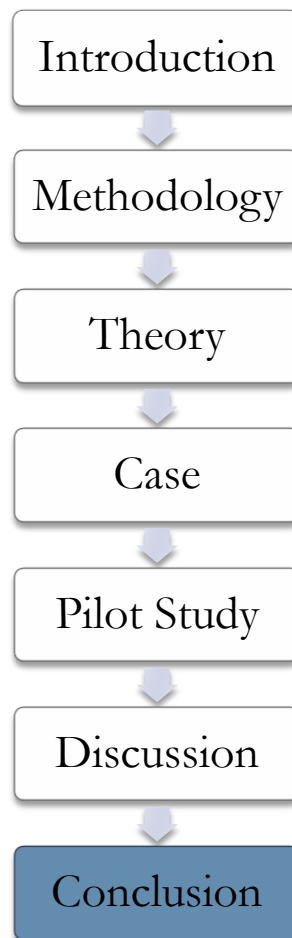 Introduction
Methodology
Theory
Case
Pilot Study
Discussion
Conclusion